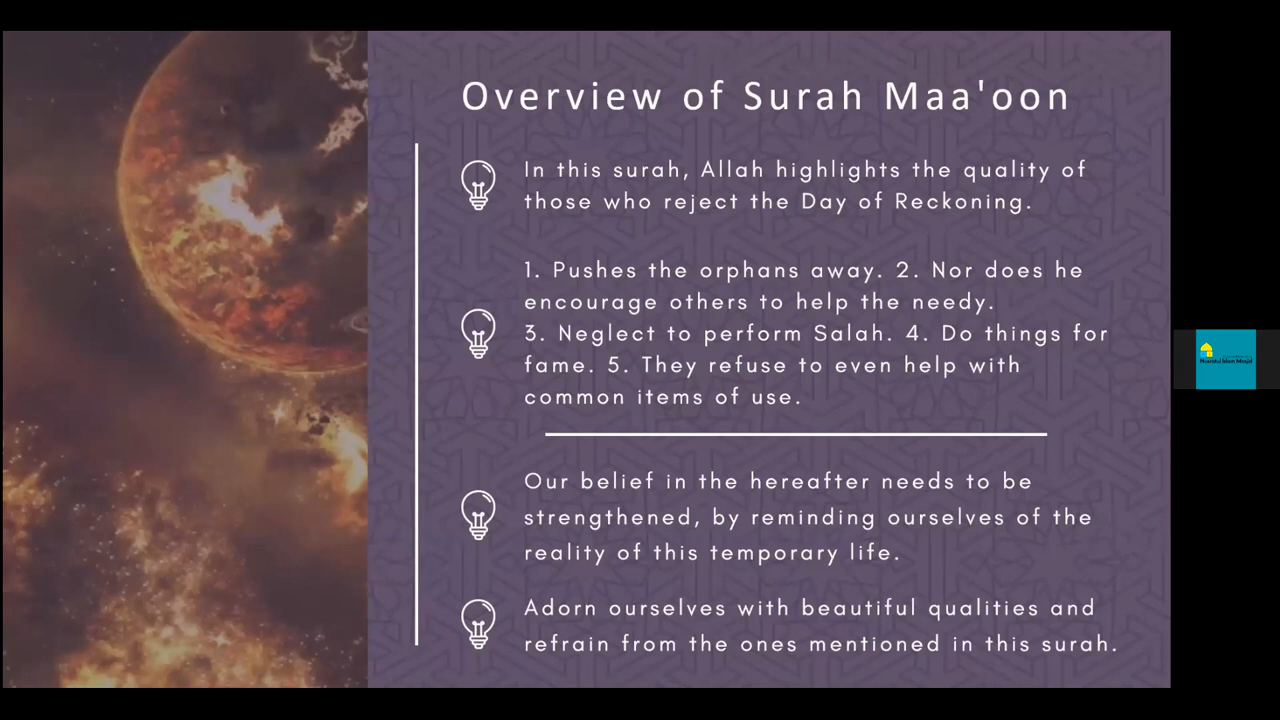 Overview of Surah Maa'oon
In this surah, Allah highlights the quality of
those who reject the Day of Reckoning.
1. Pushes the orphans away. 2. Nor does he
encourage others to help the needy.
3. Neglect to perform Salah. 4. Do things for
fame. 5. They refuse to even help with
common items of use.
Our belief in the hereafter needs to be
strengthened, by reminding ourselves of the
reality of this temporary life.
Adorn ourselves with beautiful qualities and
refrain from the ones mentioned in this surah.
Islam Masjid